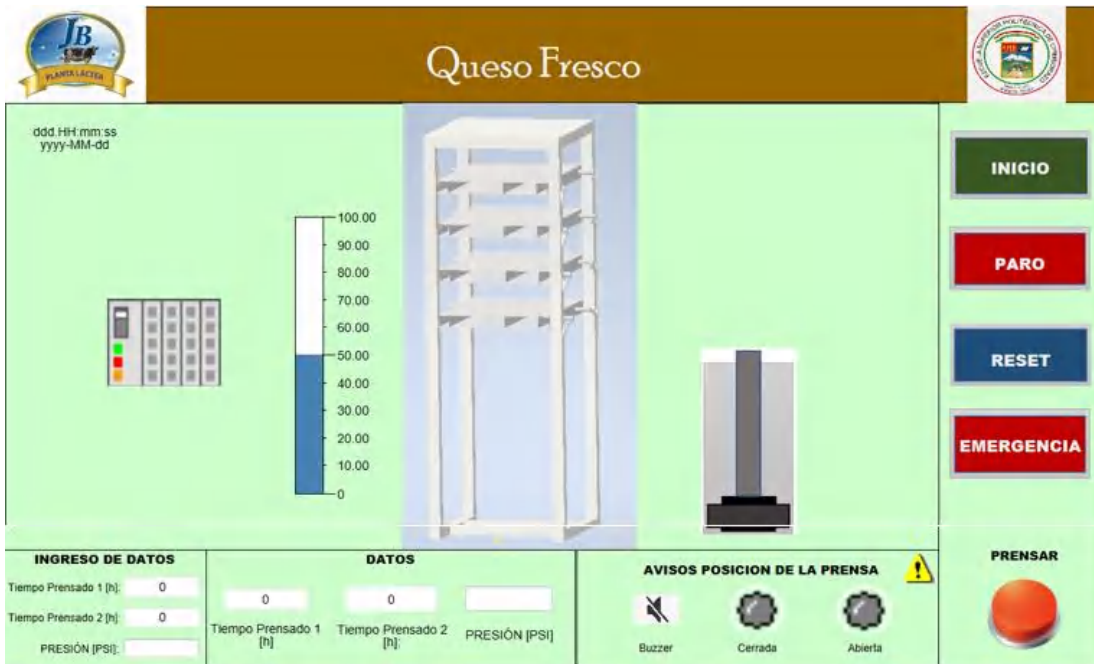 JB
PLANTA LÁCTEA
Queso Fresco
ddd HH:mm:ss
yyyy-MM-dd
100.00
90.00
80.00
70.00
60.00
50.00
40.00
30.00
20.00
10.00
0
INICIO
PARO
RESET
EMERGENCIA
PRENSAR
INGRESO DE DATOS
Tiempo Prensado 1 [h]: 0
Tiempo Prensado 2 [h]: 0
PRESIÓN [PSI]:
DATOS
0
Tiempo Prensado 1
[h]
0
Tiempo Prensado 2
[h]:
PRESIÓN [PSI]
AVISOS POSICION DE LA PRENSA
Buzzer
Cerrada
Abierta